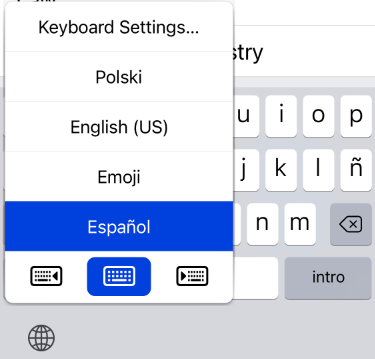 Keyboard Settings...
stry
Polski
u i o p
English (US)
j k l ñ
Emoji
n m
Español
intro